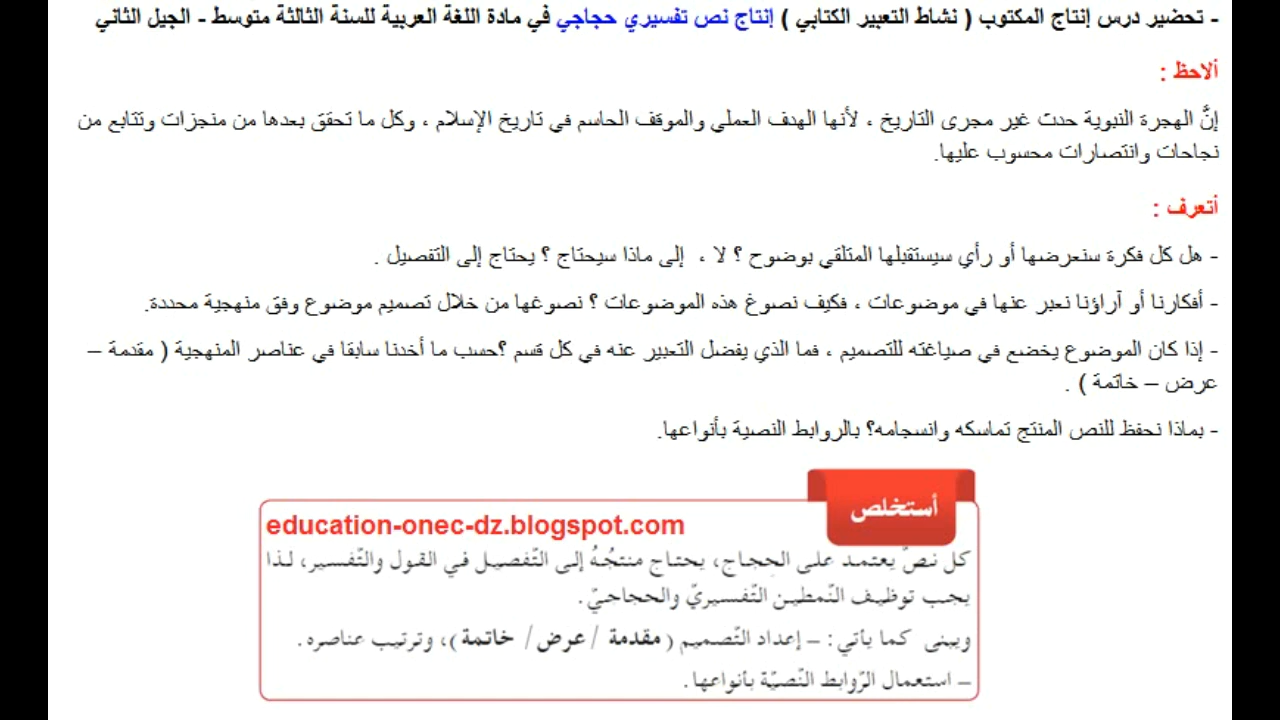 - تحضير درس إنتاج المكتوب ( نشاط التعبير الكتابي ) إنتاج نص تفسيري حجاجي في مادة اللغة العربية للسنة الثالثة متوسط - الجيل الثاني
ألاحظ :
إنَّ الهجرة النبوية حدث غير مجرى التاريخ ، لأنها الهدف العملي والموقف الحاسم في تاريخ الإسلام ، وكل ما تحقق بعدها من منجزات وتتابع من
نجاحات وانتصارات محسوب عليها.
أتعرف :
- هل كل فكرة سنعرضها أو رأي سيستقبلها المتلقي بوضوح ؟ لا ، إلى ماذا سيحتاج ؟ يحتاج إلى التفصيل .
- أفكارنا أو آراؤنا نعبر عنها في موضوعات ، فكيف نصوغ هذه الموضوعات ؟ نصوغها من خلال تصميم موضوع وفق منهجية محددة.
- إذا كان الموضوع يخضع في صياغته للتصميم ، فما الذي يفضل التعبير عنه في كل قسم ؟حسب ما أخدنا سابقا في عناصر المنهجية ( مقدمة –
عرض – خاتمة ) .
- بماذا نحفظ للنص المنتج تماسكه وانسجامه؟ بالروابط النصية بأنواعها.
أستخلص
education-onec-dz.blogspot.com
كل نصّ يعتمد على الحِجاج، يحتاج منتجُهُ إلى التّفصيل في القول والتّفسير، لذا
يجب توظيف النّمطين التّفسيريّ والحجاجيّ.
ويبنى كما يأتي: – إعداد التّصميم (مقدمة / عرض/ خاتمة)، وترتيب عناصره.
– استعمال الرّوابط النّصيّة بأنواعها.